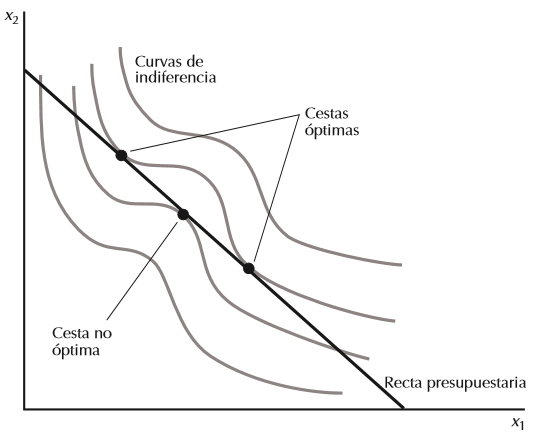 x2
Curvas de
indiferencia
Cestas
óptimas
Cesta no
óptima
Recta presupuestaria
x1